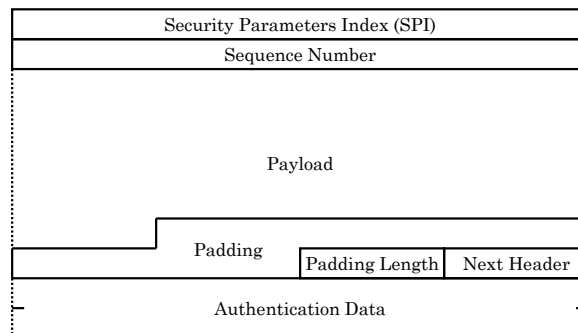 Security Parameters Index (SPI)
Sequence Number
Payload
Padding
Padding Length
Next Header
Authentication Data